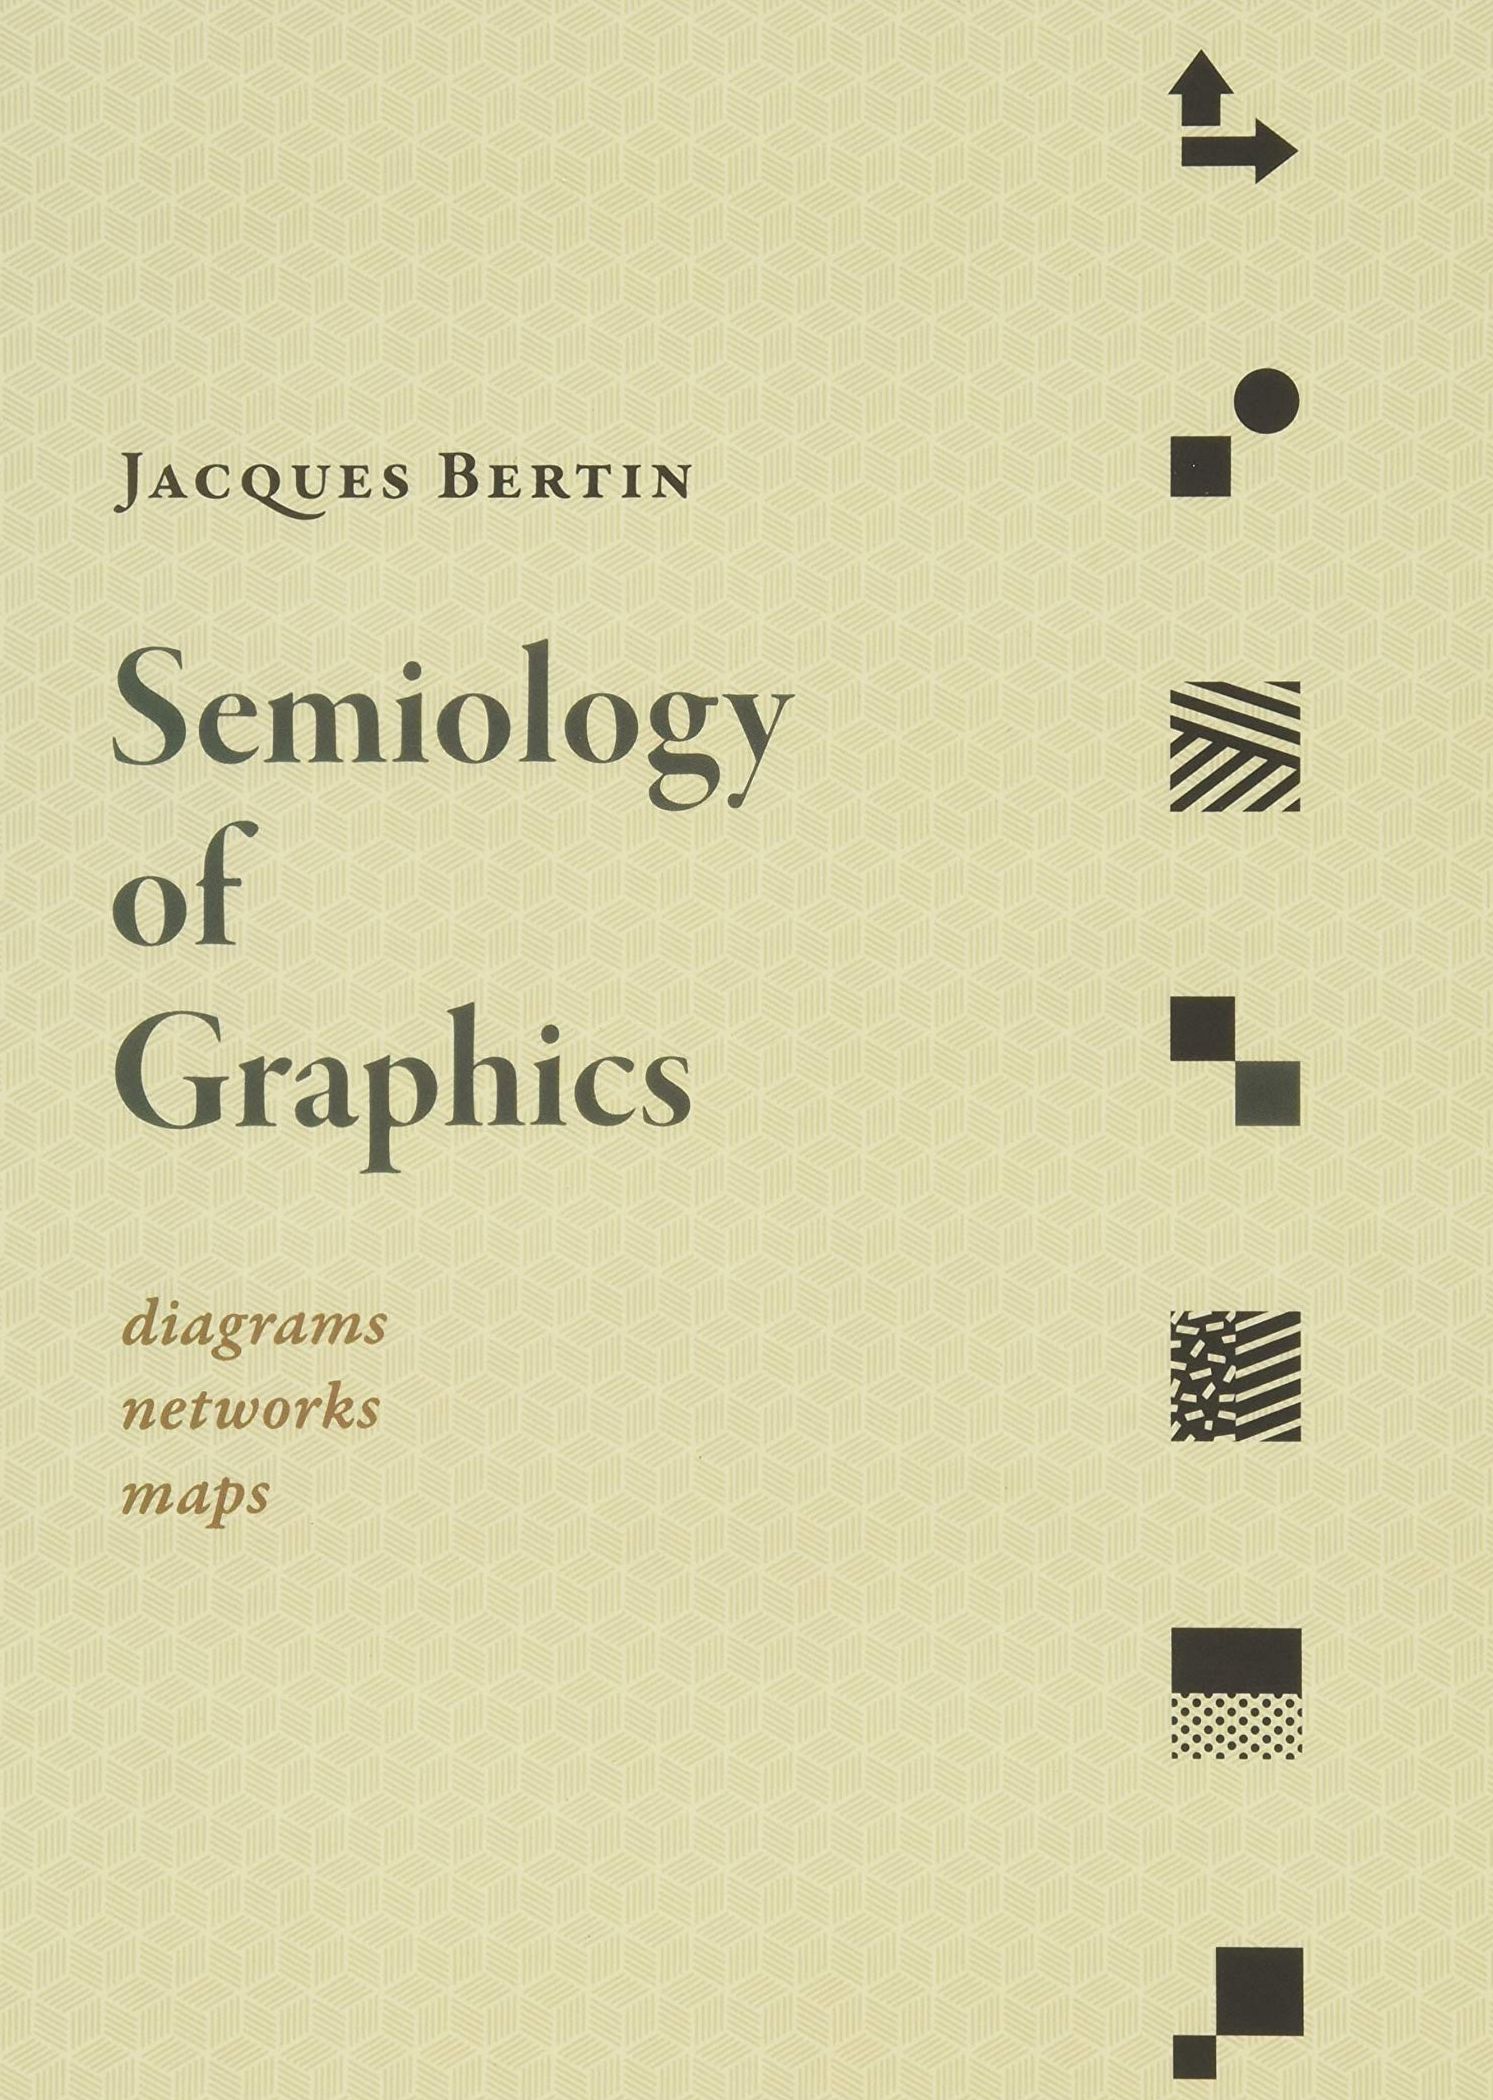 Jacques Bertin
Semiology
of
Graphics
diagrams
networks
maps